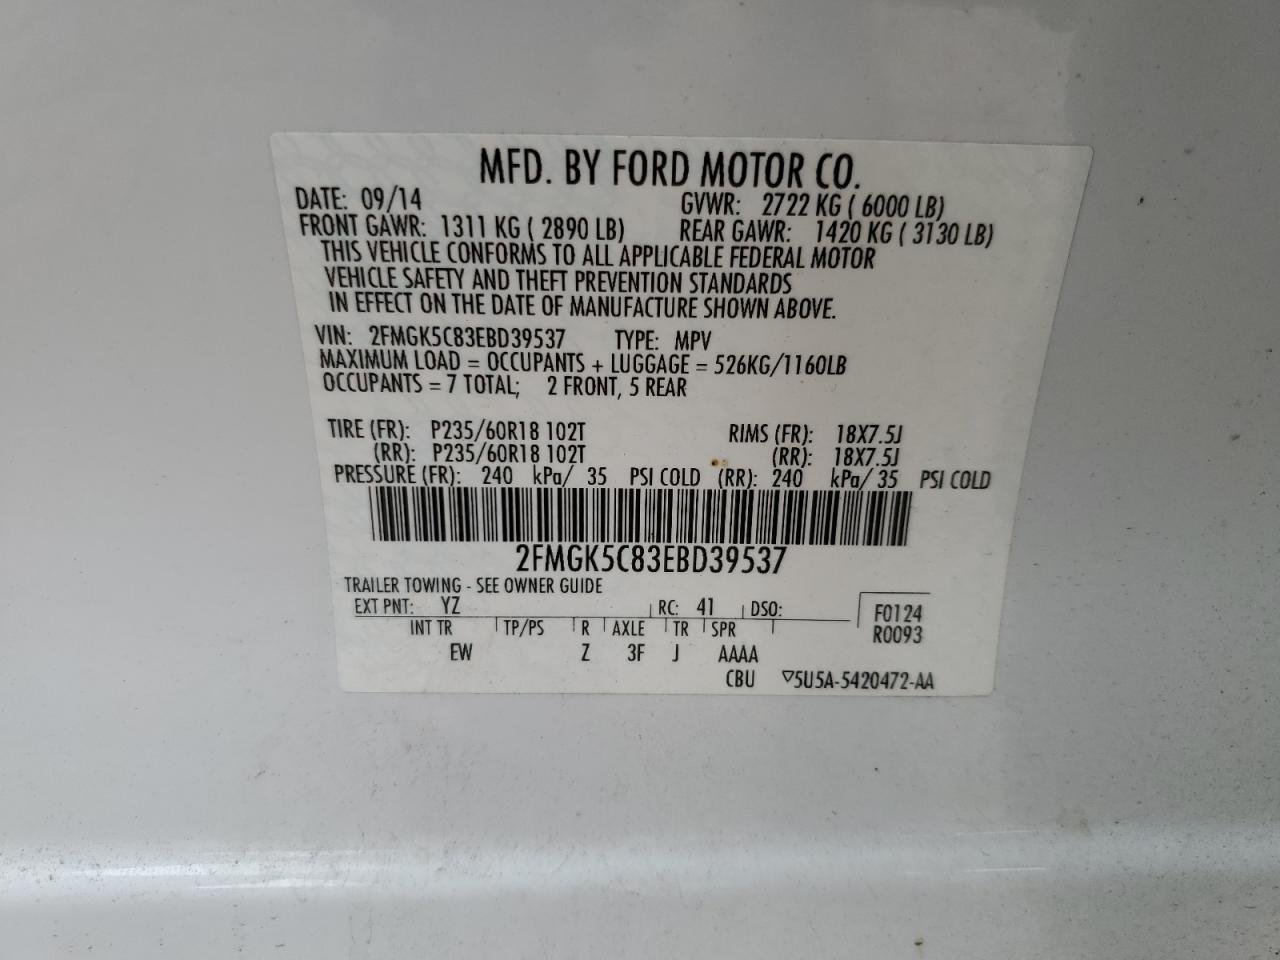 MFD. BY FORD MOTOR CO.
DATE: 09/14 GVWR: 2722 KG ( 6000 LB)
FRONT GAWR: 1311 KG ( 2890 LB) REAR GAWR: 1420 KG ( 3130 LB)
THIS VEHICLE CONFORMS TO ALL APPLICABLE FEDERAL MOTOR
VEHICLE SAFETY AND THEFT PREVENTION STANDARDS
IN EFFECT ON THE DATE OF MANUFACTURE SHOWN ABOVE.
VIN: 2FMGK5C83EBD39537 TYPE: MPV
MAXIMUM LOAD = OCCUPANTS + LUGGAGE = 526KG/1160LB
OCCUPANTS = 7 TOTAL; 2 FRONT, 5 REAR
TIRE (FR): P235/60R18 102T RIMS (FR): 18X7.5J
(RR): P235/60R18 102T (RR): 18X7.5J
PRESSURE (FR): 240 kPa/ 35 PSI COLD (RR): 240 kPa/ 35 PSI COLD
2FMGK5C83EBD39537
TRAILER TOWING - SEE OWNER GUIDE
EXT PNT: YZ RC: 41 DSO: F0124
INT TR TP/PS R AXLE TR SPR R0093
EW Z 3F J AAAA
CBU ▽5U5A-5420472-AA